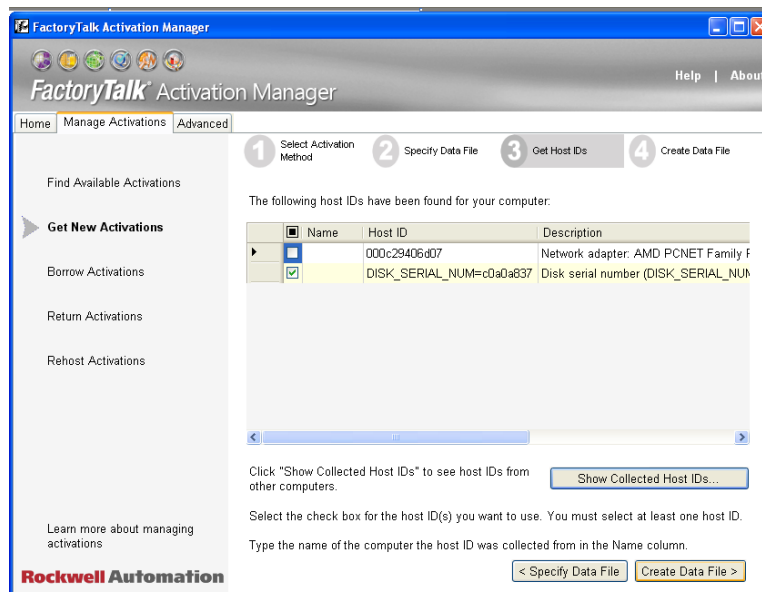 FactoryTalk Activation Manager
FactoryTalk® Activation Manager
Help | Abou
Home Manage Activations Advanced
1 Select Activation Method
2 Specify Data File
3 Get Host IDs
4 Create Data File
Find Available Activations
Get New Activations
Borrow Activations
Return Activations
Rehost Activations
Learn more about managing
activations
Rockwell Automation
The following host IDs have been found for your computer:
Name Host ID Description
000c29406d07 Network adapter: AMD PCNET Family
DISK_SERIAL_NUM=c0a0a837 Disk serial number (DISK_SERIAL_NUM
Click "Show Collected Host IDs" to see host IDs from
other computers.
Show Collected Host IDs...
Select the check box for the host ID(s) you want to use. You must select at least one host ID.
Type the name of the computer the host ID was collected from in the Name column.
< Specify Data File Create Data File >